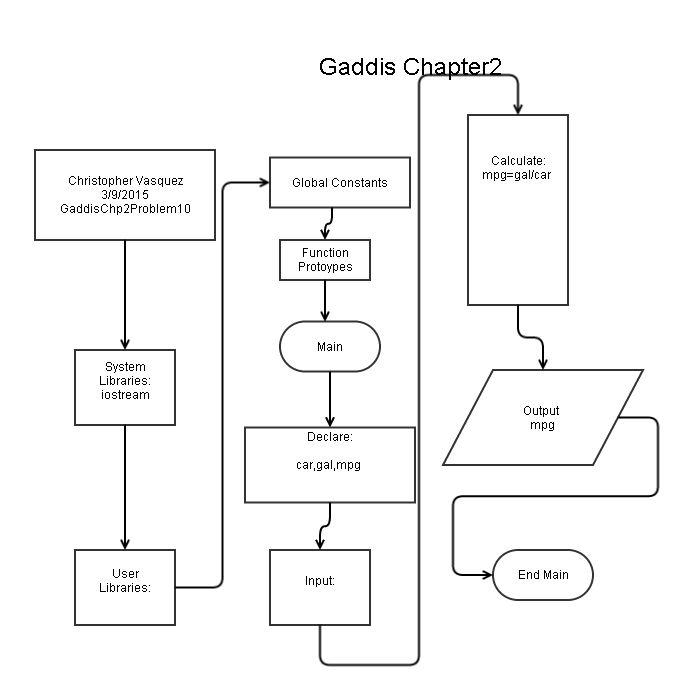 Gaddis Chapter2
Christopher Vasquez
3/9/2015
GaddisChp2Problem10
System
Libraries:
iostream
User
Libraries:
Global Constants
Function
Protoypes
Main
Declare:
car,gal,mpg
Input:
Calculate:
mpg=gal/car
Output
mpg
End Main